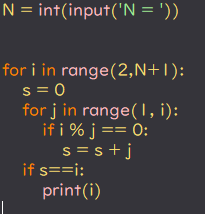 N = int(input('N = '))
for i in range(2,N+1):
    s = 0
    for j in range(1, i):
        if i % j == 0:
            s = s + j
    if s==i:
        print(i)